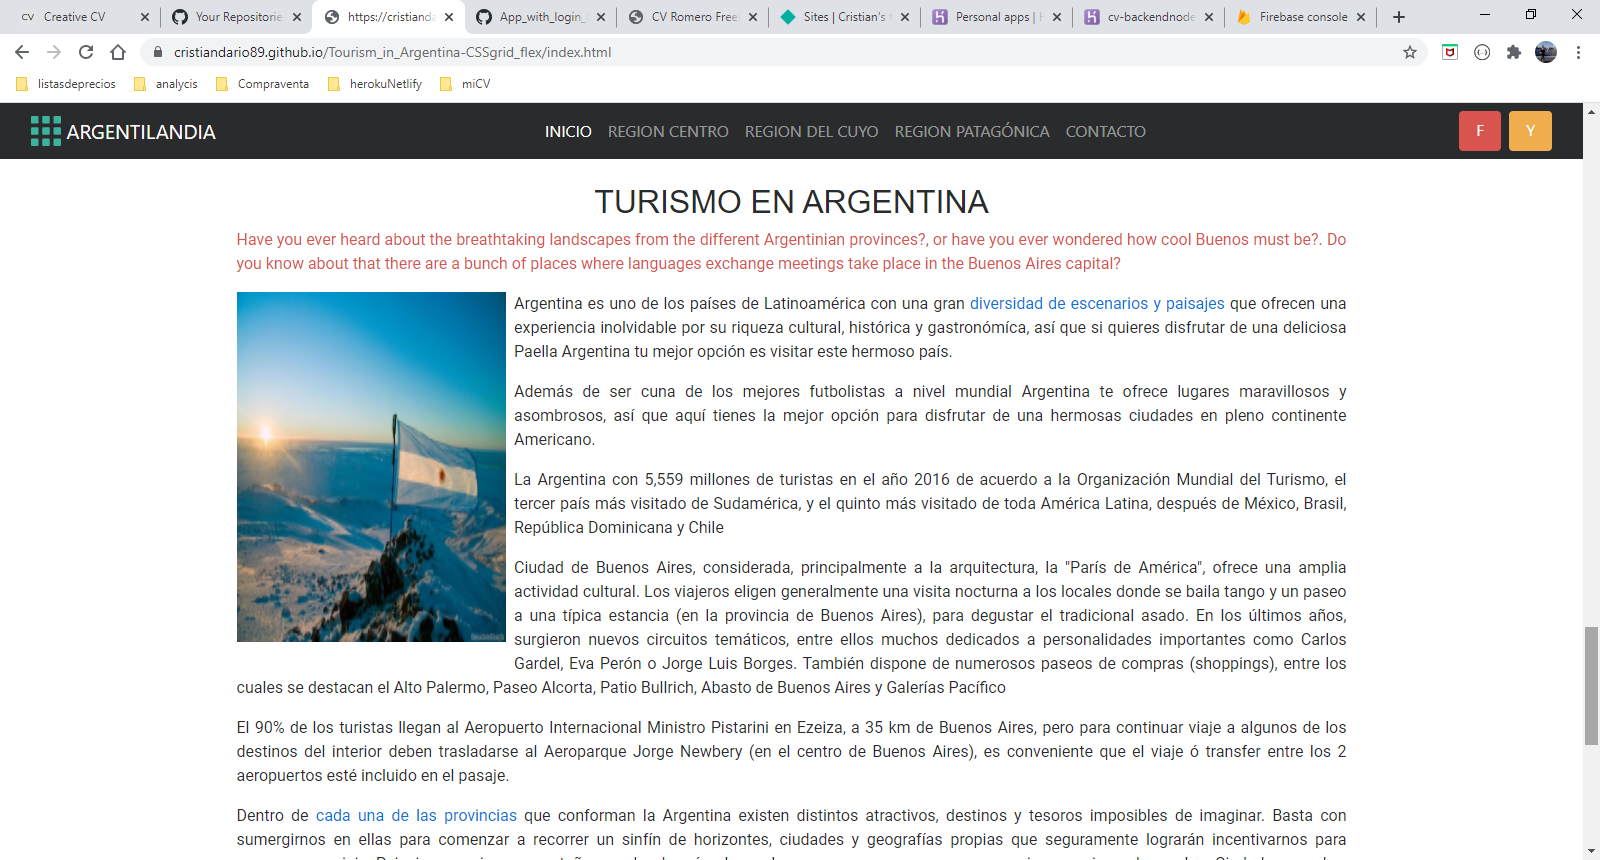 CV Creative CV
Your Repositorie
https://cristianda
App_with_login_
CV Romero Free
Sites | Cristian's t
Personal apps | H
cv-backendnode
Firebase console
cristiandario89.github.io/Tourism_in_Argentina-CSSgrid_flex/index.html
listasdeprecios
analycis
Compraventa
herokuNetlify
miCV
ARGENTILANDIA
INICIO
REGION CENTRO
REGION DEL CUYO
REGION PATAGÓNICA
CONTACTO
F
Y
TURISMO EN ARGENTINA
Have you ever heard about the breathtaking landscapes from the different Argentinian provinces?, or have you ever wondered how cool Buenos must be?. Do
you know about that there are a bunch of places where languages exchange meetings take place in the Buenos Aires capital?
Argentina es uno de los países de Latinoamérica con una gran diversidad de escenarios y paisajes que ofrecen una
experiencia inolvidable por su riqueza cultural, histórica y gastronómíca, así que si quieres disfrutar de una deliciosa
Paella Argentina tu mejor opción es visitar este hermoso país.
Además de ser cuna de los mejores futbolistas a nivel mundial Argentina te ofrece lugares maravillosos y
asombrosos, así que aquí tienes la mejor opción para disfrutar de una hermosas ciudades en pleno continente
Americano.
La Argentina con 5,559 millones de turistas en el año 2016 de acuerdo a la Organización Mundial del Turismo, el
tercer país más visitado de Sudamérica, y el quinto más visitado de toda América Latina, después de México, Brasil,
República Dominicana y Chile
Ciudad de Buenos Aires, considerada, principalmente a la arquitectura, la "París de América", ofrece una amplia
actividad cultural. Los viajeros eligen generalmente una visita nocturna a los locales donde se baila tango y un paseo
a una típica estancia (en la provincia de Buenos Aires), para degustar el tradicional asado. En los últimos años,
surgieron nuevos circuitos temáticos, entre ellos muchos dedicados a personalidades importantes como Carlos
Gardel, Eva Perón o Jorge Luis Borges. También dispone de numerosos paseos de compras (shoppings), entre los
cuales se destacan el Alto Palermo, Paseo Alcorta, Patio Bullrich, Abasto de Buenos Aires y Galerías Pacífico
El 90% de los turistas llegan al Aeropuerto Internacional Ministro Pistarini en Ezeiza, a 35 km de Buenos Aires, pero para continuar viaje a algunos de los
destinos del interior deben trasladarse al Aeroparque Jorge Newbery (en el centro de Buenos Aires), es conveniente que el viaje ó transfer entre los 2
aeropuertos esté incluido en el pasaje.
Dentro de cada una de las provincias que conforman la Argentina existen distintos atractivos, destinos y tesoros imposibles de imaginar. Basta con
sumergirnos en ellas para comenzar a recorrer un sinfín de horizontes, ciudades y geografías propias que seguramente lograrán incentivarnos para